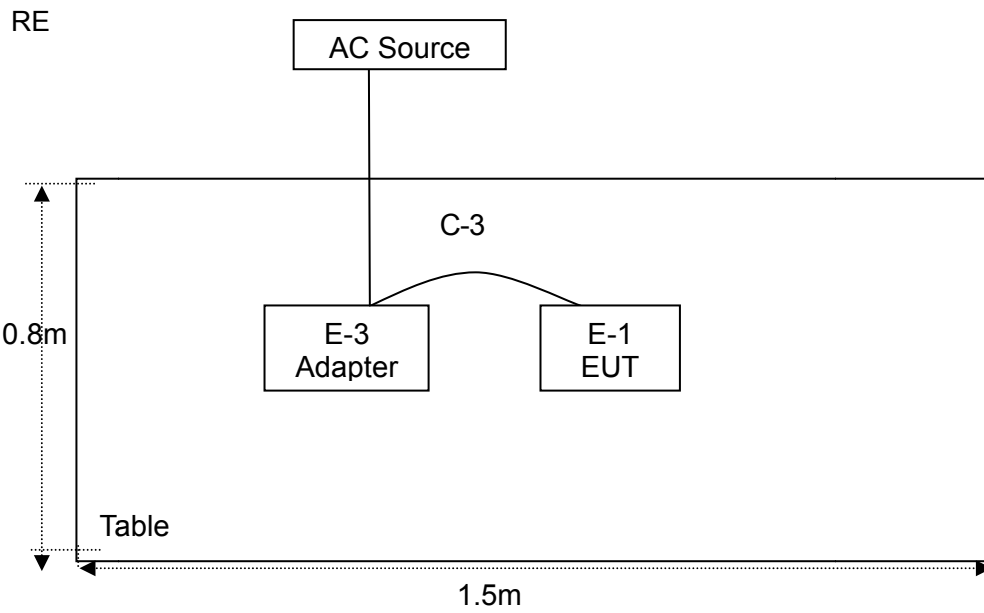 RE
AC Source
C-3
E-3
Adapter
E-1
EUT
0.8m
Table
1.5m